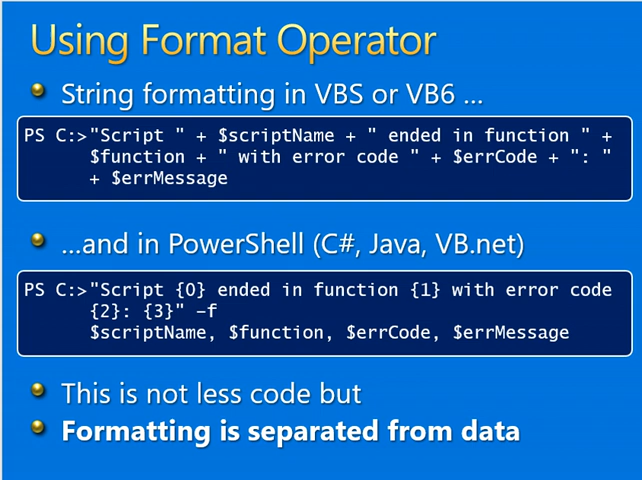 Using Format Operator
String formatting in VBS or VB6 ...
PS C:>"Script " + $scriptName + " ended in function " +
$function + " with error code " + $errCode + ": "
+ $errMessage
...and in PowerShell (C#, Java, VB.net)
PS C:>"Script {0} ended in function {1} with error code
{2}: {3}" –f
$scriptName, $function, $errCode, $errMessage
This is not less code but
Formatting is separated from data